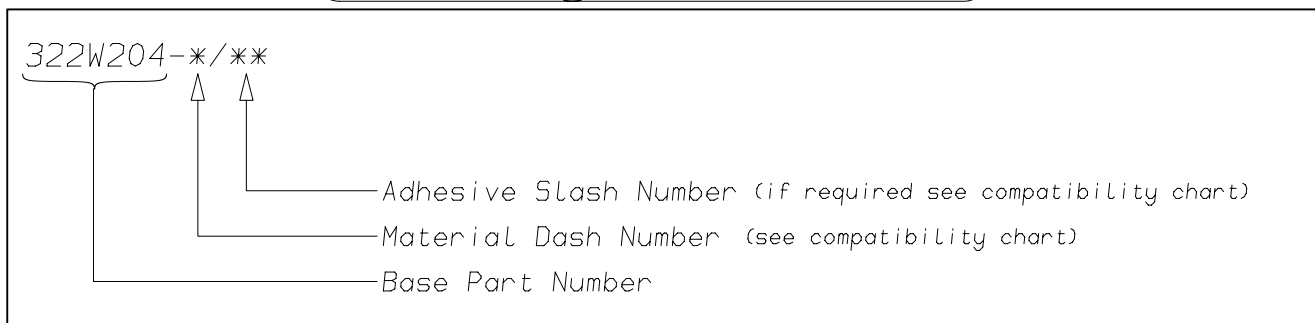 322W204-*/**
Adhesive Slash Number (if required see compatibility chart)
Material Dash Number (see compatibility chart)
Base Part Number